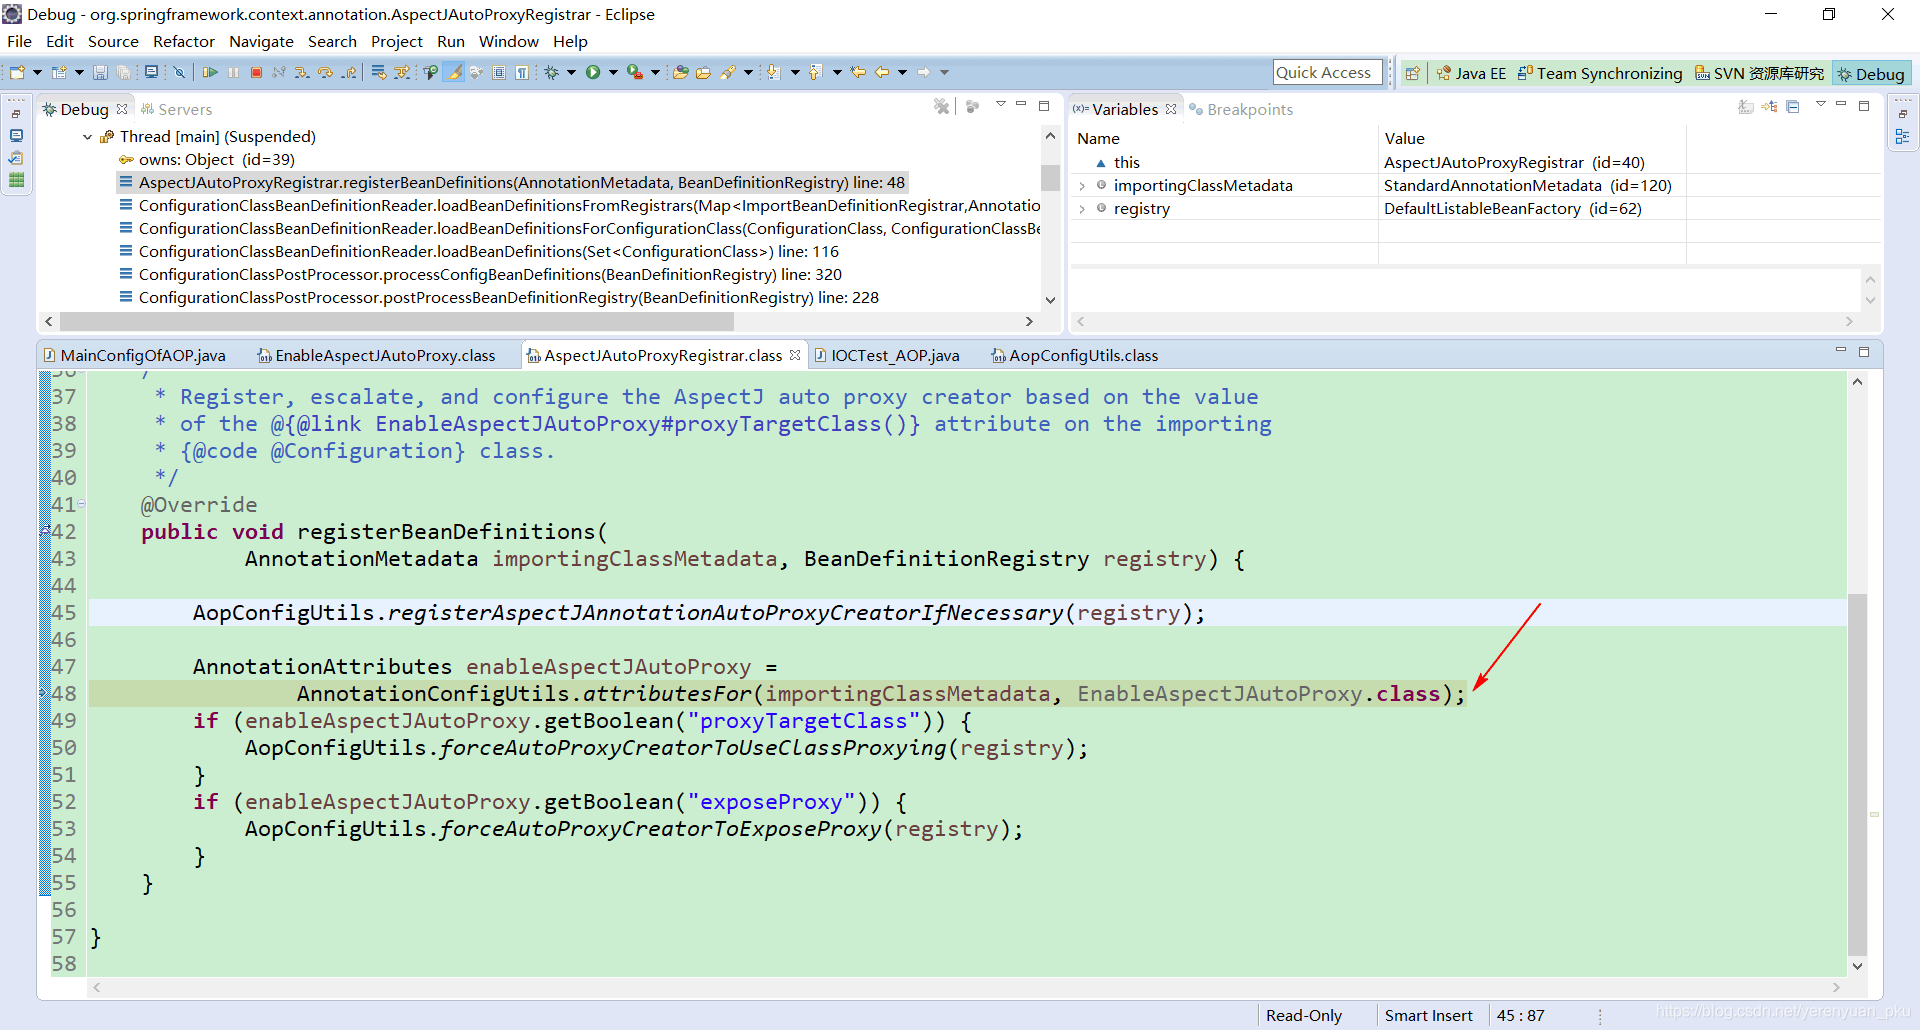 Debug - org.springframework.context.annotation.AspectJAutoProxyRegistrar - Eclipse
File Edit Source Refactor Navigate Search Project Run Window Help
Quick Access
Java EE Team Synchronizing SVN 资源库研究 Debug
Debug Servers
Thread [main] (Suspended)
owns: Object (id=39)
AspectJAutoProxyRegistrar.registerBeanDefinitions(AnnotationMetadata, BeanDefinitionRegistry) line: 48
ConfigurationClassBeanDefinitionReader.loadBeanDefinitionsFromRegistrars(Map<ImportBeanDefinitionRegistrar,Annotatio
ConfigurationClassBeanDefinitionReader.loadBeanDefinitionsForConfigurationClass(ConfigurationClass, ConfigurationClassBe
ConfigurationClassBeanDefinitionReader.loadBeanDefinitions(Set<ConfigurationClass>) line: 116
ConfigurationClassPostProcessor.processConfigBeanDefinitions(BeanDefinitionRegistry) line: 320
ConfigurationClassPostProcessor.postProcessBeanDefinitionRegistry(BeanDefinitionRegistry) line: 228
(x)= Variables Breakpoints
Name Value
this AspectJAutoProxyRegistrar (id=40)
importingClassMetadata StandardAnnotationMetadata (id=120)
registry DefaultListableBeanFactory (id=62)
MainConfigOfAOP.java EnableAspectJAutoProxy.class AspectJAutoProxyRegistrar.class IOCTest_AOP.java AopConfigUtils.class
37 * Register, escalate, and configure the AspectJ auto proxy creator based on the value
38 * of the @{@link EnableAspectJAutoProxy#proxyTargetClass()} attribute on the importing
39 * {@code @Configuration} class.
40 */
41 @Override
42 public void registerBeanDefinitions(
43 AnnotationMetadata importingClassMetadata, BeanDefinitionRegistry registry) {
44
45 AopConfigUtils.registerAspectJAnnotationAutoProxyCreatorIfNecessary(registry);
46
47 AnnotationAttributes enableAspectJAutoProxy =
48 AnnotationConfigUtils.attributesFor(importingClassMetadata, EnableAspectJAutoProxy.class);
49 if (enableAspectJAutoProxy.getBoolean("proxyTargetClass")) {
50 AopConfigUtils.forceAutoProxyCreatorToUseClassProxying(registry);
51 }
52 if (enableAspectJAutoProxy.getBoolean("exposeProxy")) {
53 AopConfigUtils.forceAutoProxyCreatorToExposeProxy(registry);
54 }
55 }
56
57 }
58
Read-Only Smart Insert 45 : 87
https://blog.csdn.net/yerenyuan_pku